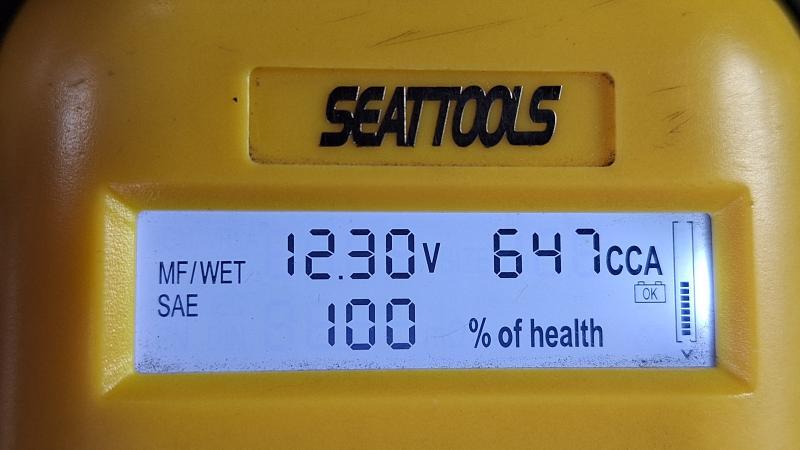 SEATTOOLS
MF/WET 12.30V 647CCA
SAE OK
100 % of health